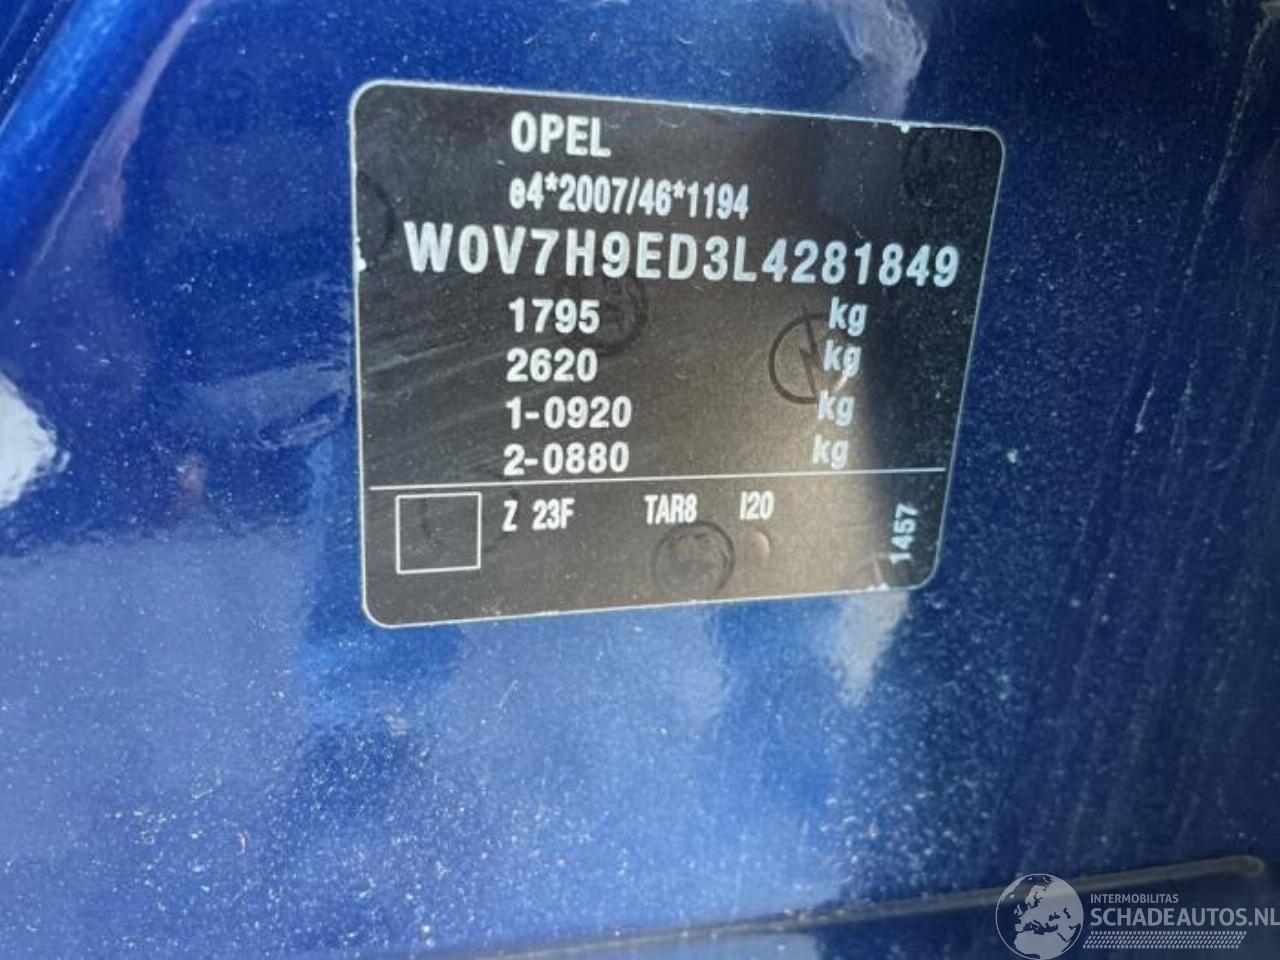 OPEL
e4*2007/46*1194
W0V7H9ED3L4281849
1795 kg
2620 kg
1-0920 kg
2-0880 kg
Z 23F TAR8 I20
1457
INTERMOBILITAS
SCHADEAUTOS.NL